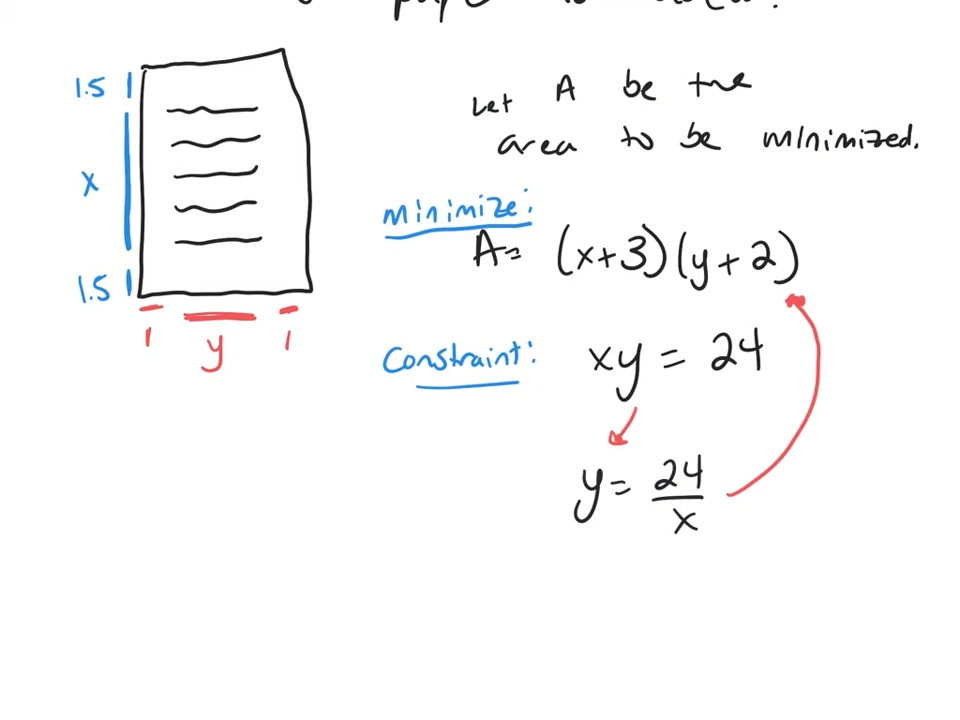 1.5
x
1.5
1 y 1
Let A be the
area to be minimized.
minimize:
A= (x+3)(y+2)
Constraint: xy = 24
y= 24/x